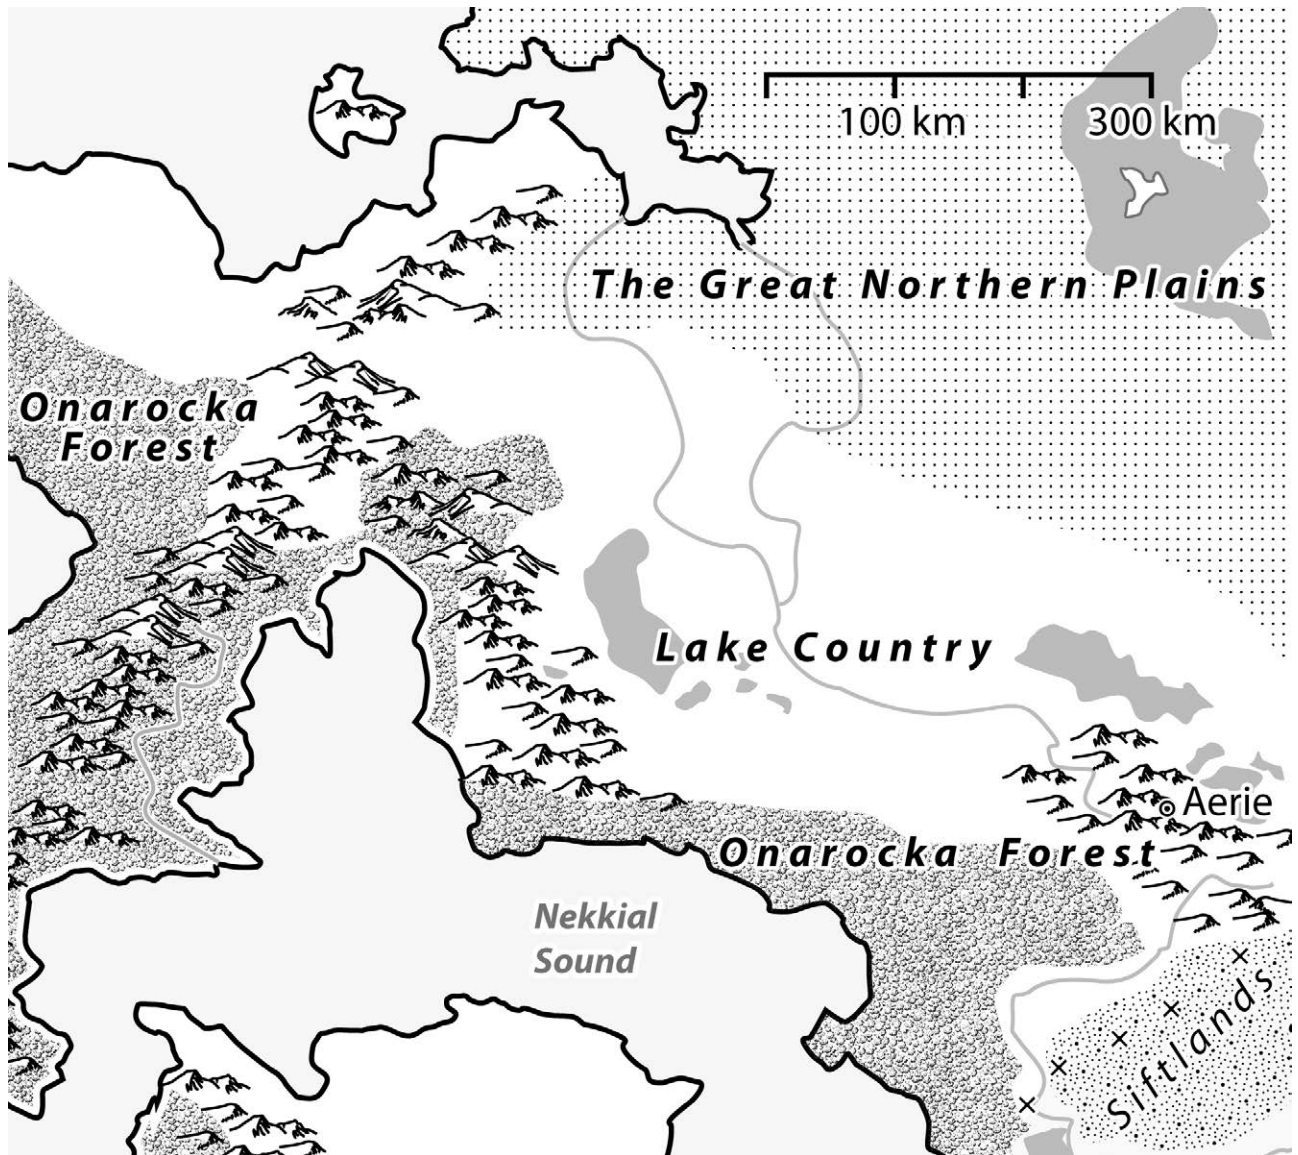 100 km
300 km
The Great Northern Plains
Onarocka
Forest
Lake Country
Aerie
Onarocka Forest
Nekkial
Sound
Siftlands